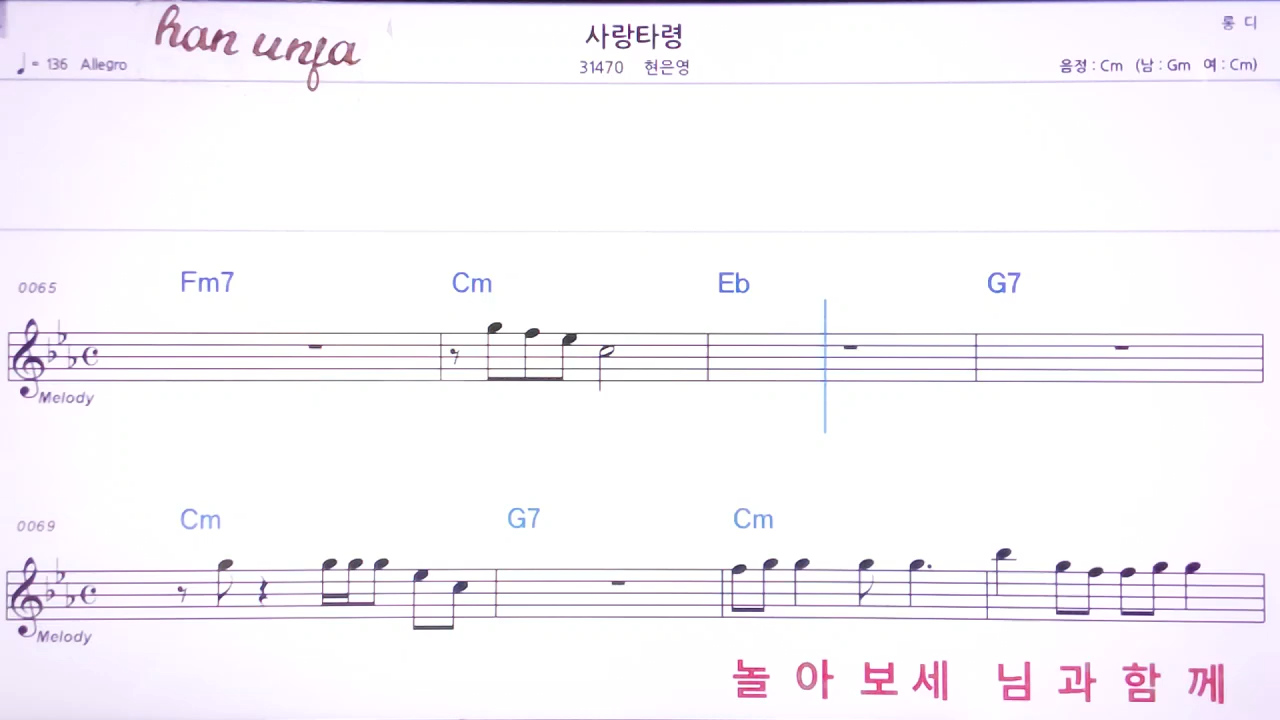 han unja
사랑타령
롱 디
♩= 136 Allegro
31470 현은영
음정 : Cm (남 : Gm 여 : Cm)
0065 Fm7 Cm Eb G7
Melody
0069 Cm G7 Cm
Melody
놀 아 보 세 님 과 함 께